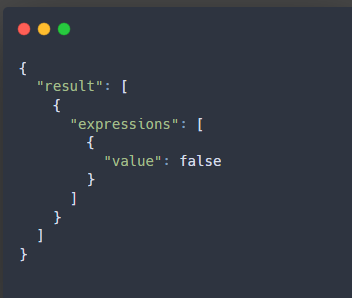 {
  "result": [
    {
      "expressions": [
        {
          "value": false
        }
      ]
    }
  ]
}